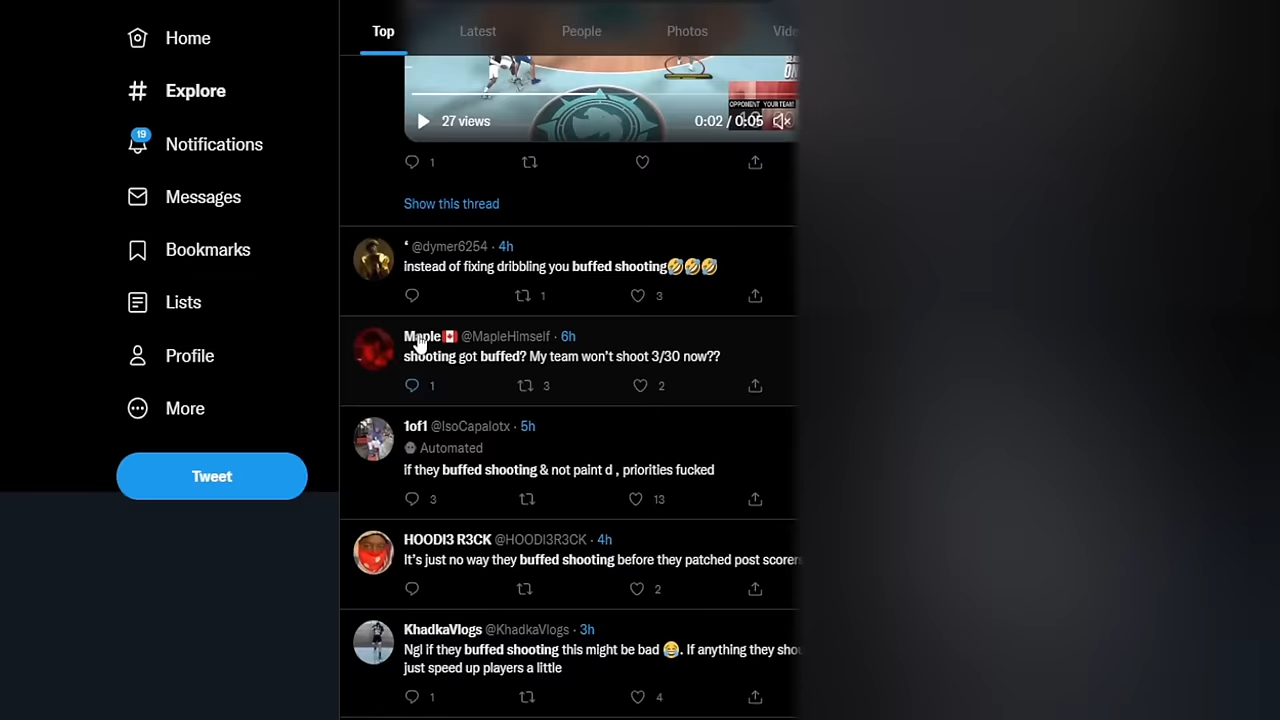 Home
Explore
19
Notifications
Messages
Bookmarks
Lists
Profile
More
Tweet
Top Latest People Photos
27 views 0:02 / 0:05
OPPONENT YOUR TEAM
1
Show this thread
‘ @dymer6254 · 4h
instead of fixing dribbling you buffed shooting🤣🤣🤣
1 3
Maple🇨🇦 @MapleHimself · 6h
shooting got buffed? My team won’t shoot 3/30 now??
1 3 2
1of1 @IsoCapalotx · 5h
Automated
if they buffed shooting & not paint d , priorities fucked
3 13
HOODI3 R3CK @HOODI3R3CK · 4h
It’s just no way they buffed shooting before they patched post scorers
2
KhadkaVlogs @KhadkaVlogs · 3h
Ngl if they buffed shooting this might be bad 😂. If anything they
just speed up players a little
1 4